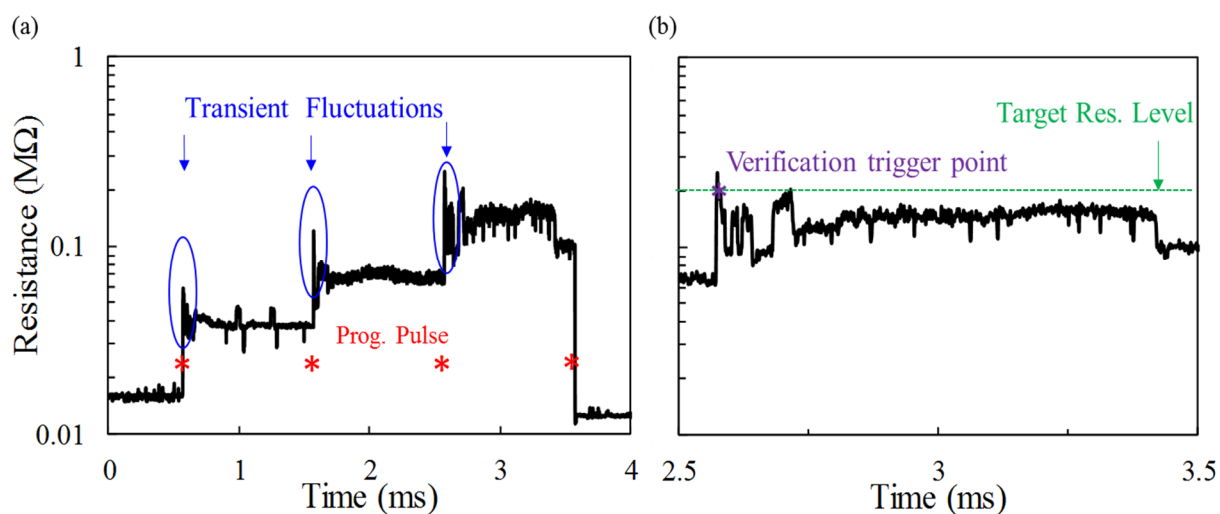 (a)
1
0.1
0.01
Resistance (MΩ)
Transient Fluctuations
Prog. Pulse
* * * *
0 1 2 3 4
Time (ms)
(b)
Target Res. Level
Verification trigger point
*
2.5 3 3.5
Time (ms)